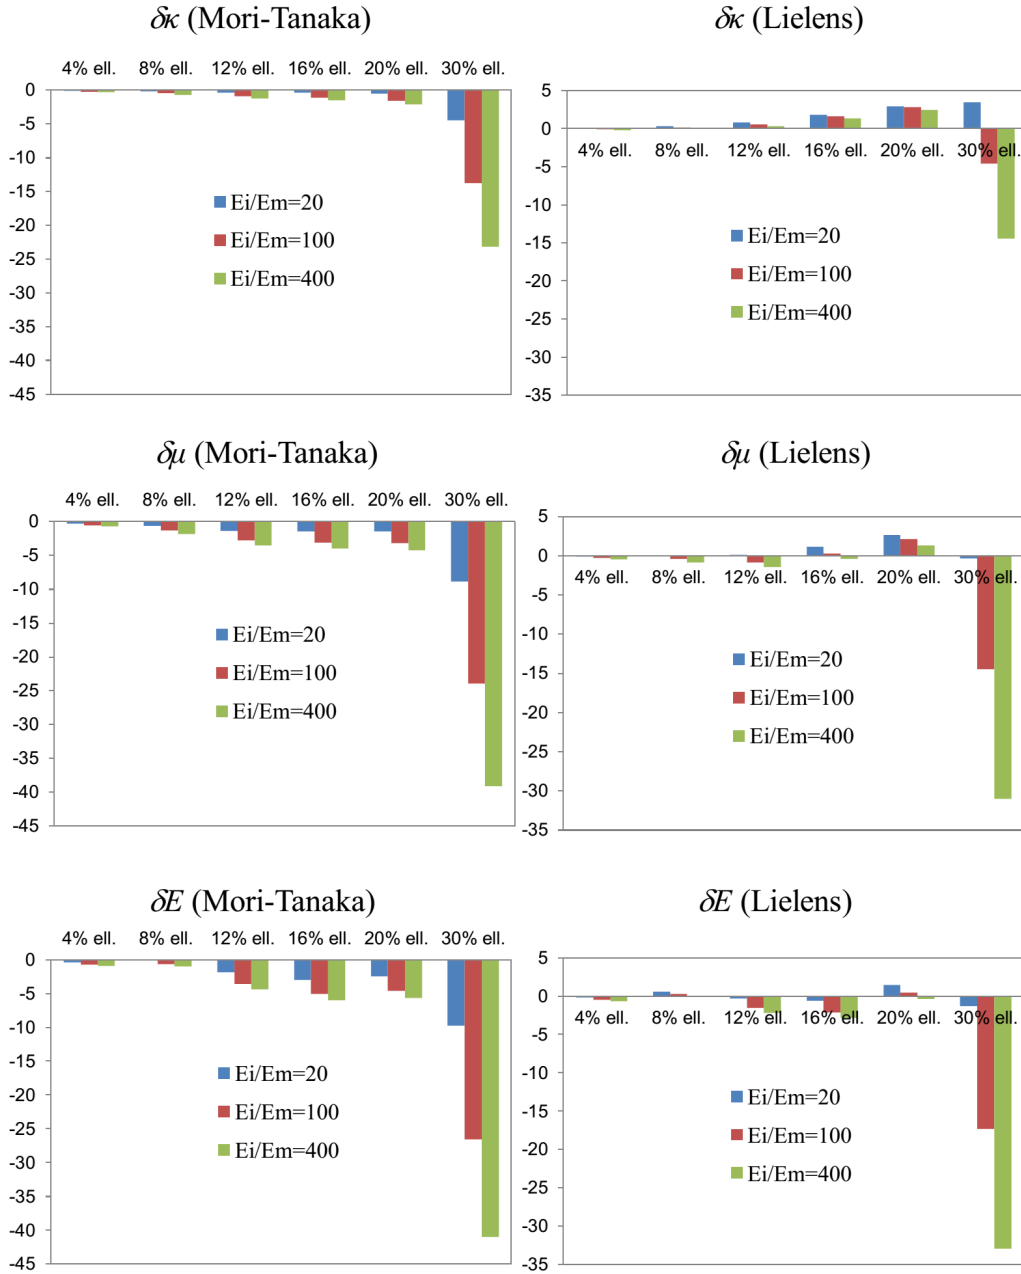 δκ (Mori-Tanaka)
4% ell. 8% ell. 12% ell. 16% ell. 20% ell. 30% ell.
0
-5
-10
-15
-20
-25
-30
-35
-40
-45
Ei/Em=20
Ei/Em=100
Ei/Em=400
δκ (Lielens)
5
0
-5
-10
-15
-20
-25
-30
-35
4% ell. 8% ell. 12% ell. 16% ell. 20% ell. 30% ell.
Ei/Em=20
Ei/Em=100
Ei/Em=400
δμ (Mori-Tanaka)
4% ell. 8% ell. 12% ell. 16% ell. 20% ell. 30% ell.
0
-5
-10
-15
-20
-25
-30
-35
-40
-45
Ei/Em=20
Ei/Em=100
Ei/Em=400
δμ (Lielens)
5
0
-5
-10
-15
-20
-25
-30
-35
4% ell. 8% ell. 12% ell. 16% ell. 20% ell. 30% ell.
Ei/Em=20
Ei/Em=100
Ei/Em=400
δE (Mori-Tanaka)
4% ell. 8% ell. 12% ell. 16% ell. 20% ell. 30% ell.
0
-5
-10
-15
-20
-25
-30
-35
-40
-45
Ei/Em=20
Ei/Em=100
Ei/Em=400
δE (Lielens)
5
0
-5
-10
-15
-20
-25
-30
-35
4% ell. 8% ell. 12% ell. 16% ell. 20% ell. 30% ell.
Ei/Em=20
Ei/Em=100
Ei/Em=400